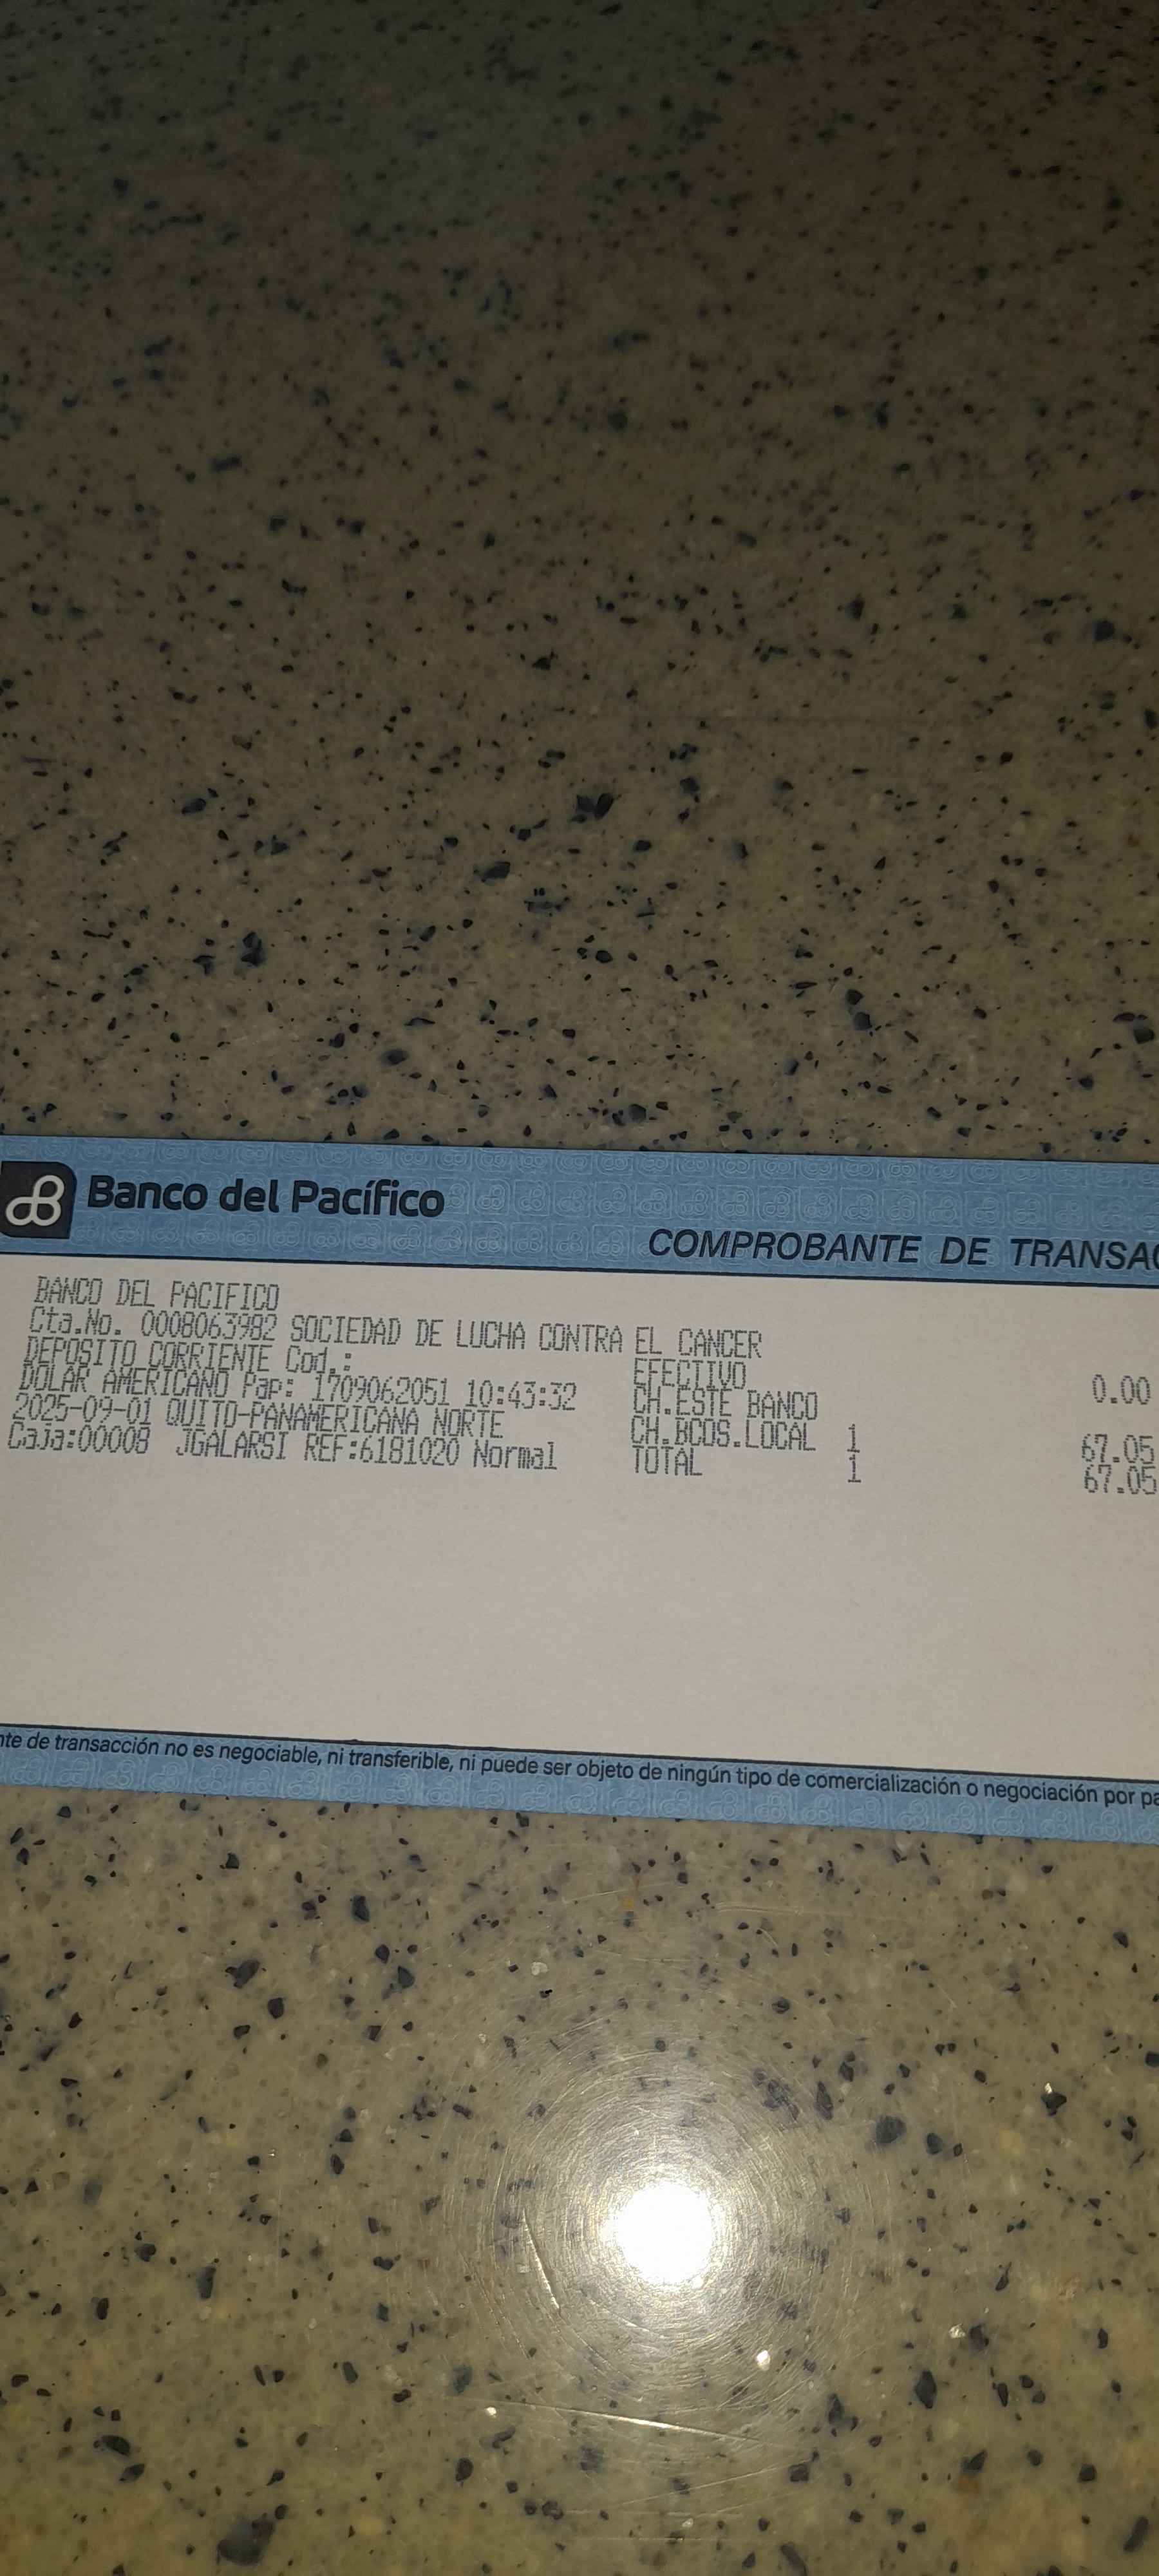 Banco del Pacífico
COMPROBANTE DE TRANSAC
BANCO DEL PACIFICO
Cta.No. 0008063982 SOCIEDAD DE LUCHA CONTRA EL CANCER
DEPOSITO CORRIENTE Cod.: EFECTIVO 0.00
DOLAR AMERICANO Pap: 1709062051 10:43:32 CH.ESTE BANCO
2025-09-01 QUITO-PANAMERICANA NORTE CH.BCOS.LOCAL 1 67.05
Caja:00008 JGALARSI REF:6181020 Normal TOTAL 1 67.05
nte de transacción no es negociable, ni transferible, ni puede ser objeto de ningún tipo de comercialización o negociación por pa